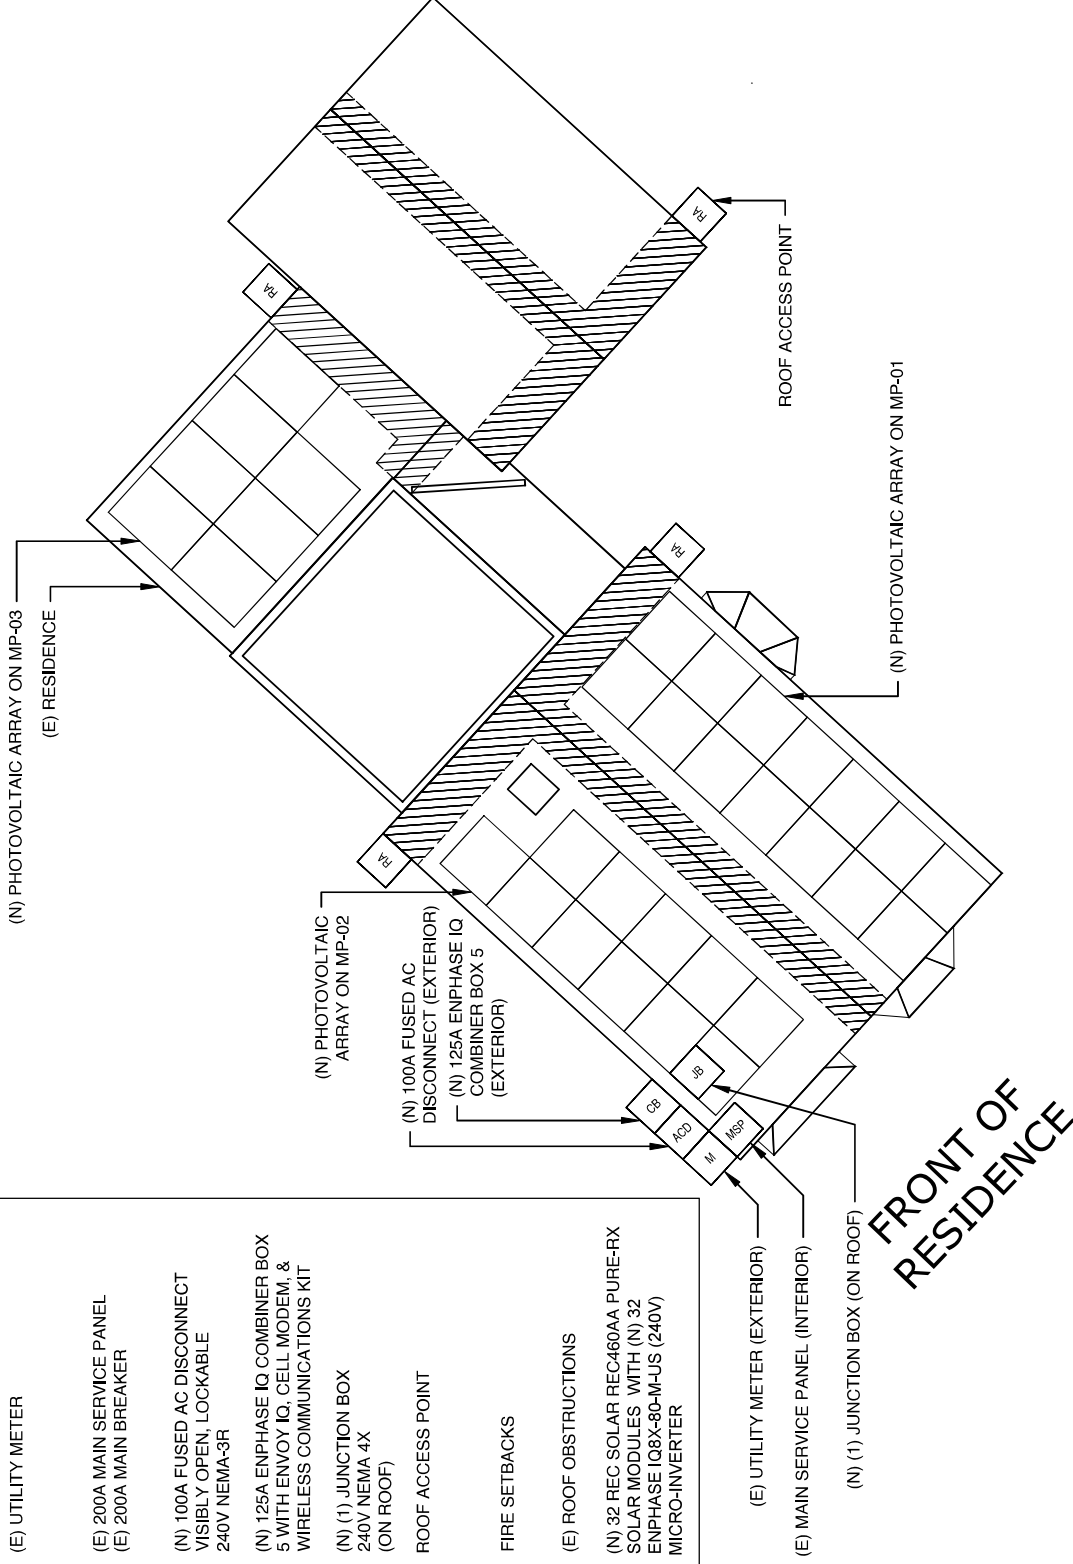 (E) UTILITY METER
(E) 200A MAIN SERVICE PANEL
(E) 200A MAIN BREAKER
(N) 100A FUSED AC DISCONNECT
VISIBLY OPEN, LOCKABLE
240V NEMA-3R
(N) 125A ENPHASE IQ COMBINER BOX
5 WITH ENVOY IQ, CELL MODEM, &
WIRELESS COMMUNICATIONS KIT
(N) (1) JUNCTION BOX
240V NEMA 4X
(ON ROOF)
ROOF ACCESS POINT
FIRE SETBACKS
(E) ROOF OBSTRUCTIONS
(N) 32 REC SOLAR REC460AA PURE-RX
SOLAR MODULES WITH (N) 32
ENPHASE IQ8X-80-M-US (240V)
MICRO-INVERTER
(N) PHOTOVOLTAIC ARRAY ON MP-03
(E) RESIDENCE
(N) PHOTOVOLTAIC
ARRAY ON MP-02
(N) 100A FUSED AC
DISCONNECT (EXTERIOR)
(N) 125A ENPHASE IQ
COMBINER BOX 5
(EXTERIOR)
RA
RA
RA
RA
ROOF ACCESS POINT
(N) PHOTOVOLTAIC ARRAY ON MP-01
CB
ACD
M
MSP
JB
(E) UTILITY METER (EXTERIOR)
(E) MAIN SERVICE PANEL (INTERIOR)
(N) (1) JUNCTION BOX (ON ROOF)
FRONT OF
RESIDENCE